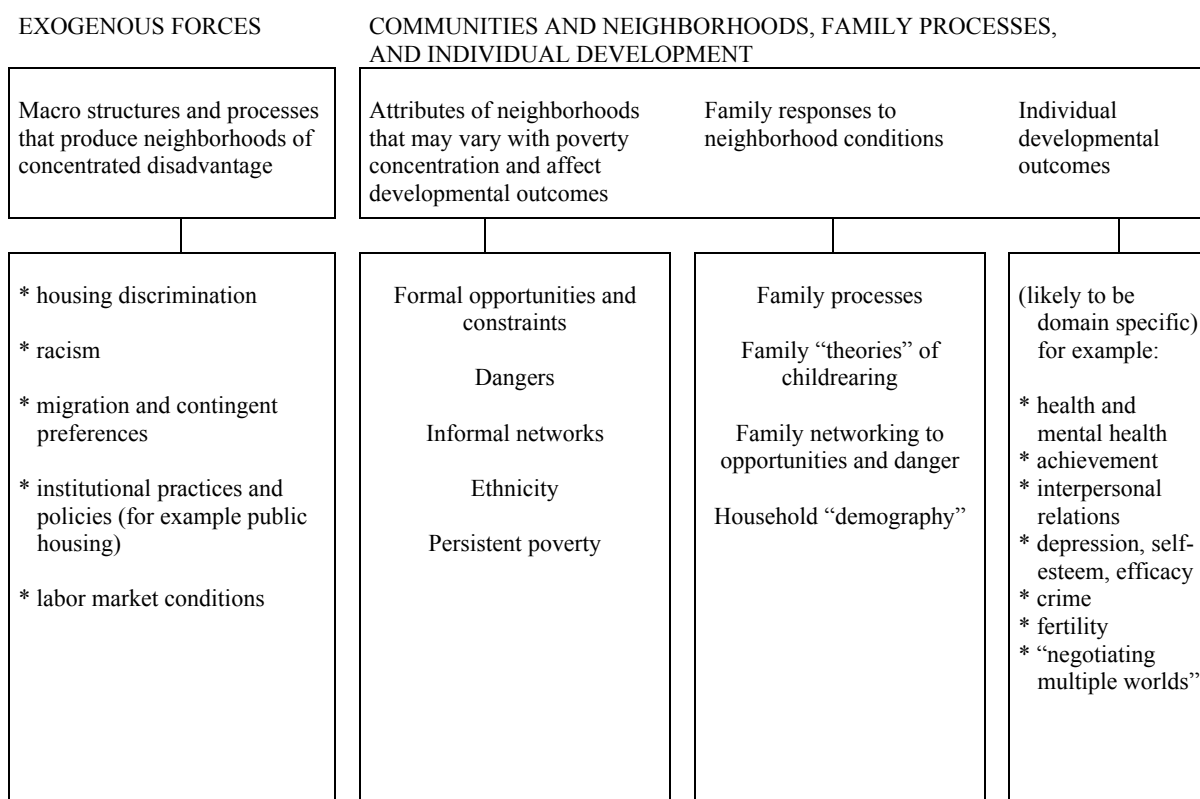 EXOGENOUS FORCES
COMMUNITIES AND NEIGHBORHOODS, FAMILY PROCESSES,
AND INDIVIDUAL DEVELOPMENT
Macro structures and processes
that produce neighborhoods of
concentrated disadvantage
Attributes of neighborhoods
that may vary with poverty
concentration and affect
developmental outcomes
Family responses to
neighborhood conditions
Individual
developmental
outcomes
* housing discrimination
* racism
* migration and contingent
preferences
* institutional practices and
policies (for example public
housing)
* labor market conditions
Formal opportunities and
constraints
Dangers
Informal networks
Ethnicity
Persistent poverty
Family processes
Family “theories” of
childrearing
Family networking to
opportunities and danger
Household “demography”
(likely to be
domain specific)
for example:
* health and
mental health
* achievement
* interpersonal
relations
* depression, self-
esteem, efficacy
* crime
* fertility
* “negotiating
multiple worlds”